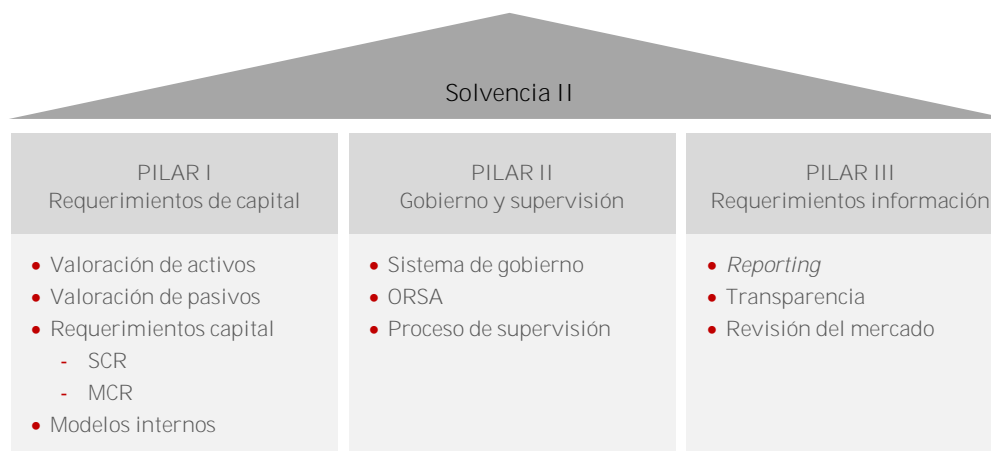 Solvencia II
PILAR I
Requerimientos de capital
• Valoración de activos
• Valoración de pasivos
• Requerimientos capital
- SCR
- MCR
• Modelos internos
PILAR II
Gobierno y supervisión
• Sistema de gobierno
• ORSA
• Proceso de supervisión
PILAR III
Requerimientos información
• Reporting
• Transparencia
• Revisión del mercado